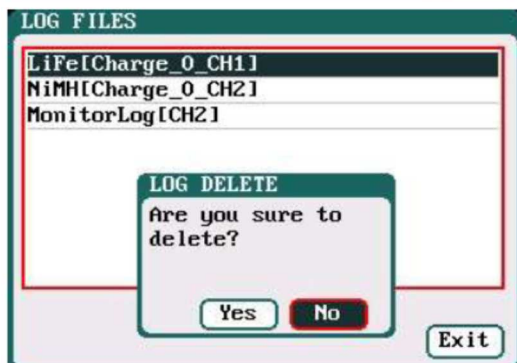 LOG FILES
LiFe[Charge_0_CH1]
NiMH[Charge_0_CH2]
MonitorLog[CH2]
LOG DELETE
Are you sure to
delete?
Yes
No
Exit